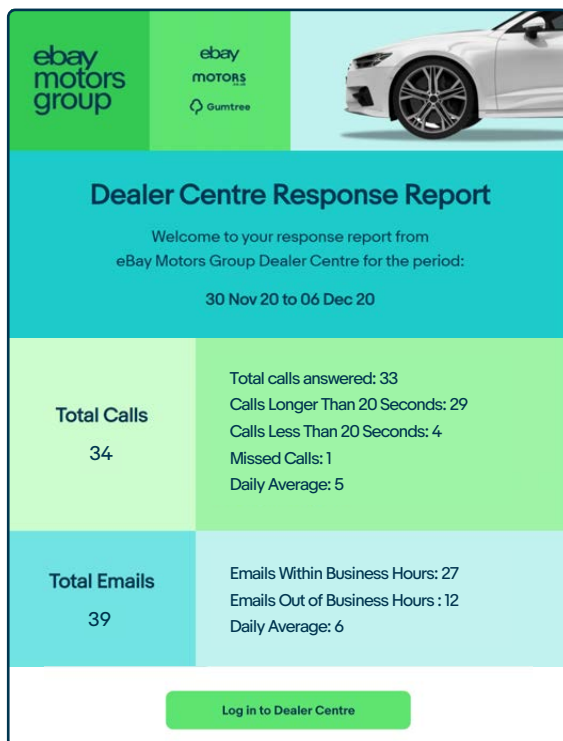 ebay
motors
group
ebay
MOTORS
Gumtree
Dealer Centre Response Report
Welcome to your response report from
eBay Motors Group Dealer Centre for the period:
30 Nov 20 to 06 Dec 20
Total Calls
34
Total calls answered: 33
Calls Longer Than 20 Seconds: 29
Calls Less Than 20 Seconds: 4
Missed Calls: 1
Daily Average: 5
Total Emails
39
Emails Within Business Hours: 27
Emails Out of Business Hours : 12
Daily Average: 6
Log in to Dealer Centre